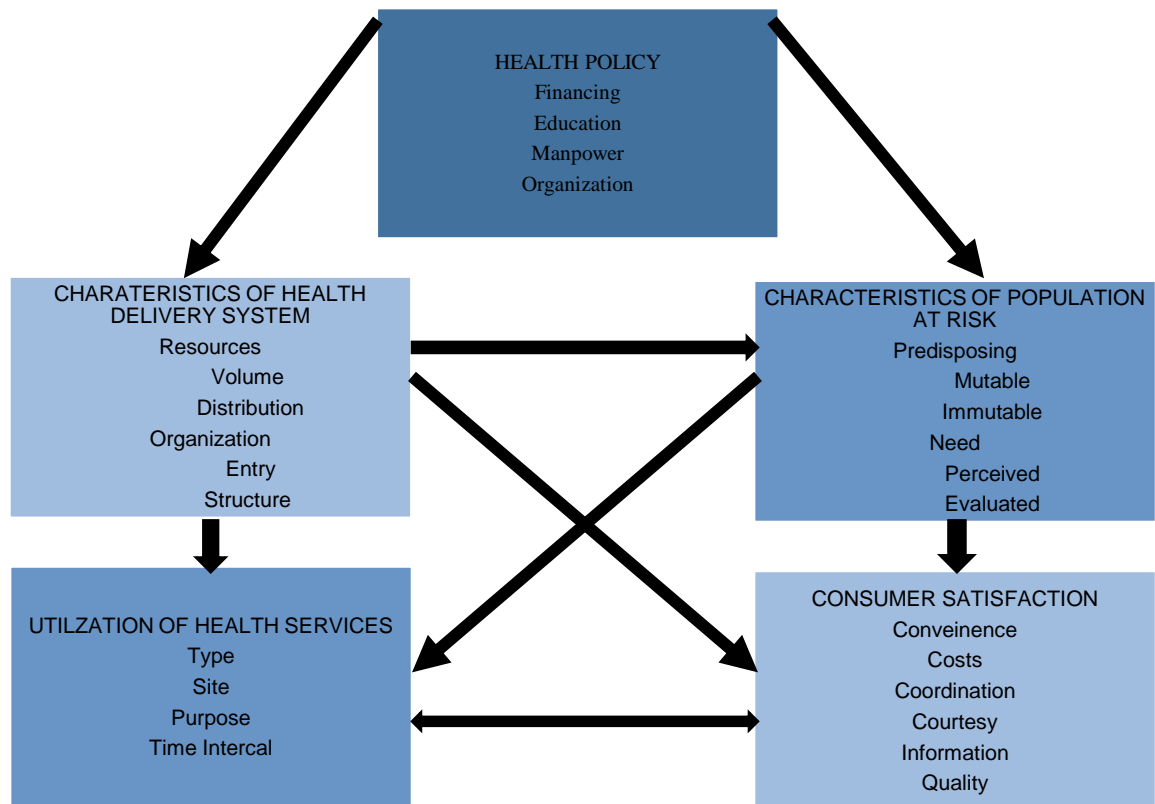 HEALTH POLICY
Financing
Education
Manpower
Organization
CHARATERISTICS OF HEALTH
DELIVERY SYSTEM
Resources
Volume
Distribution
Organization
Entry
Structure
CHARACTERISTICS OF POPULATION
AT RISK
Predisposing
Mutable
Immutable
Need
Perceived
Evaluated
UTILZATION OF HEALTH SERVICES
Type
Site
Purpose
Time Intercal
CONSUMER SATISFACTION
Conveinence
Costs
Coordination
Courtesy
Information
Quality